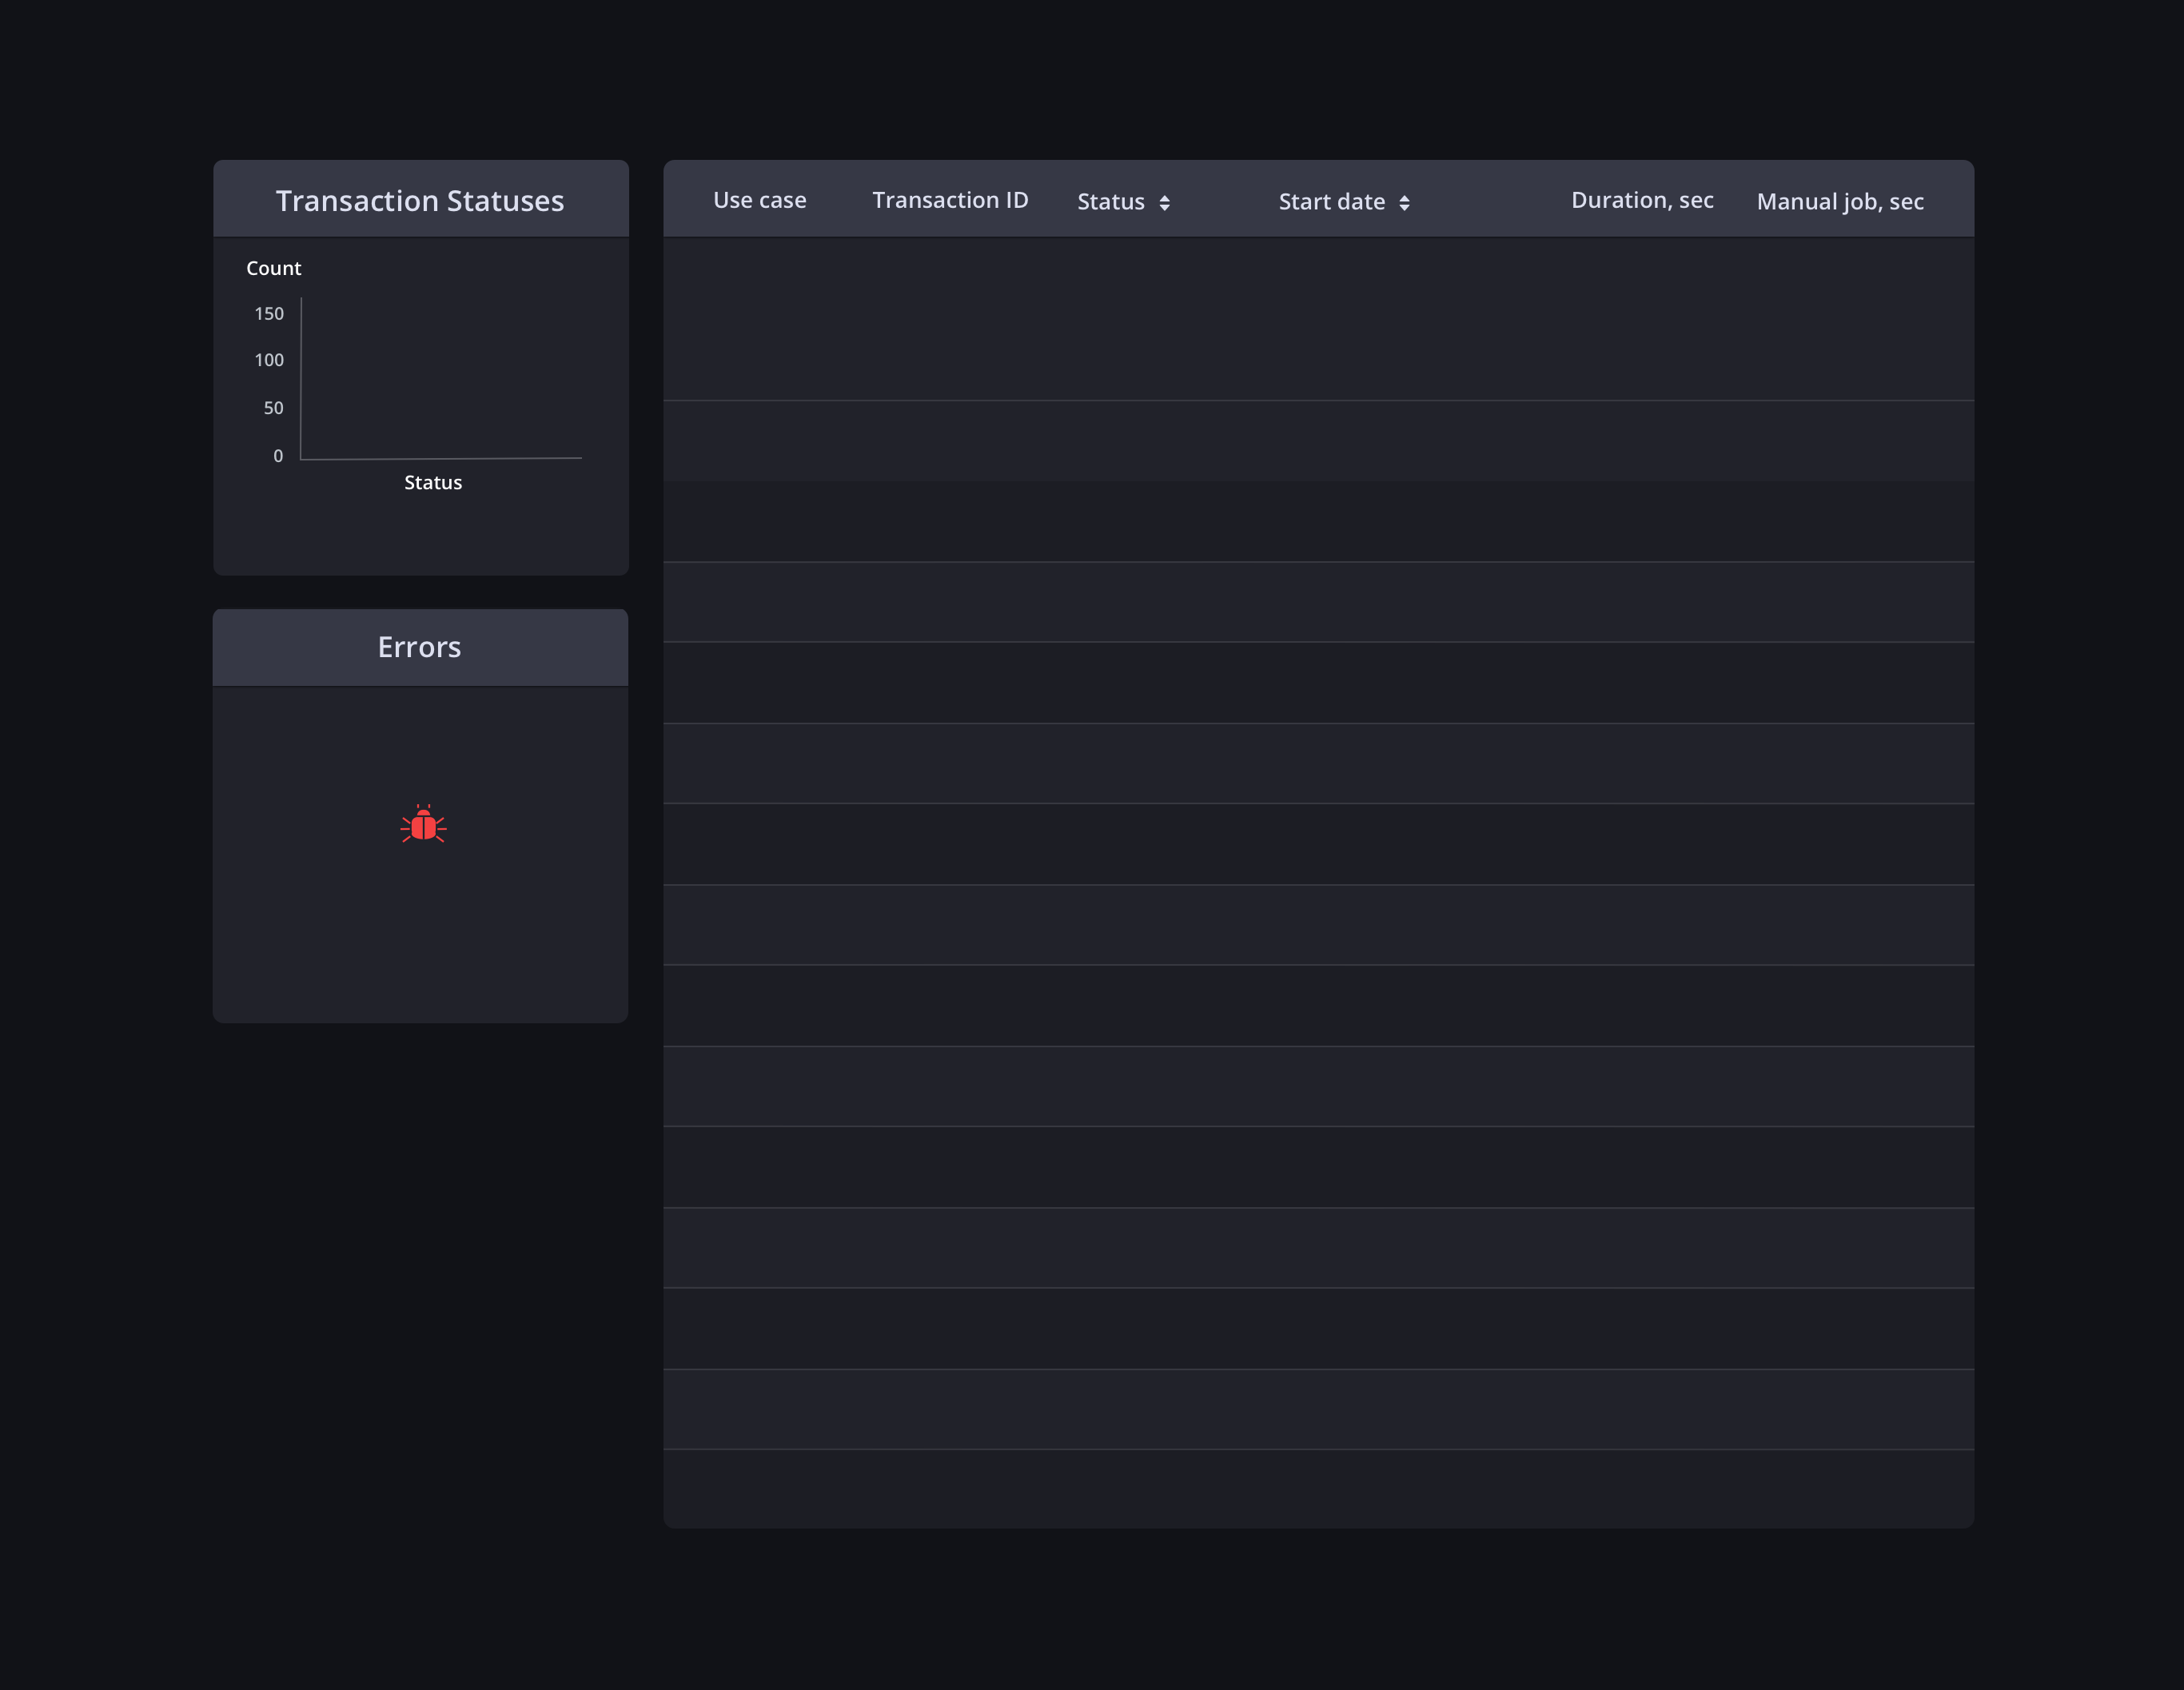 Transaction Statuses
Count
150
100
50
0
Status
Errors
Use case Transaction ID Status Start date Duration, sec Manual job, sec